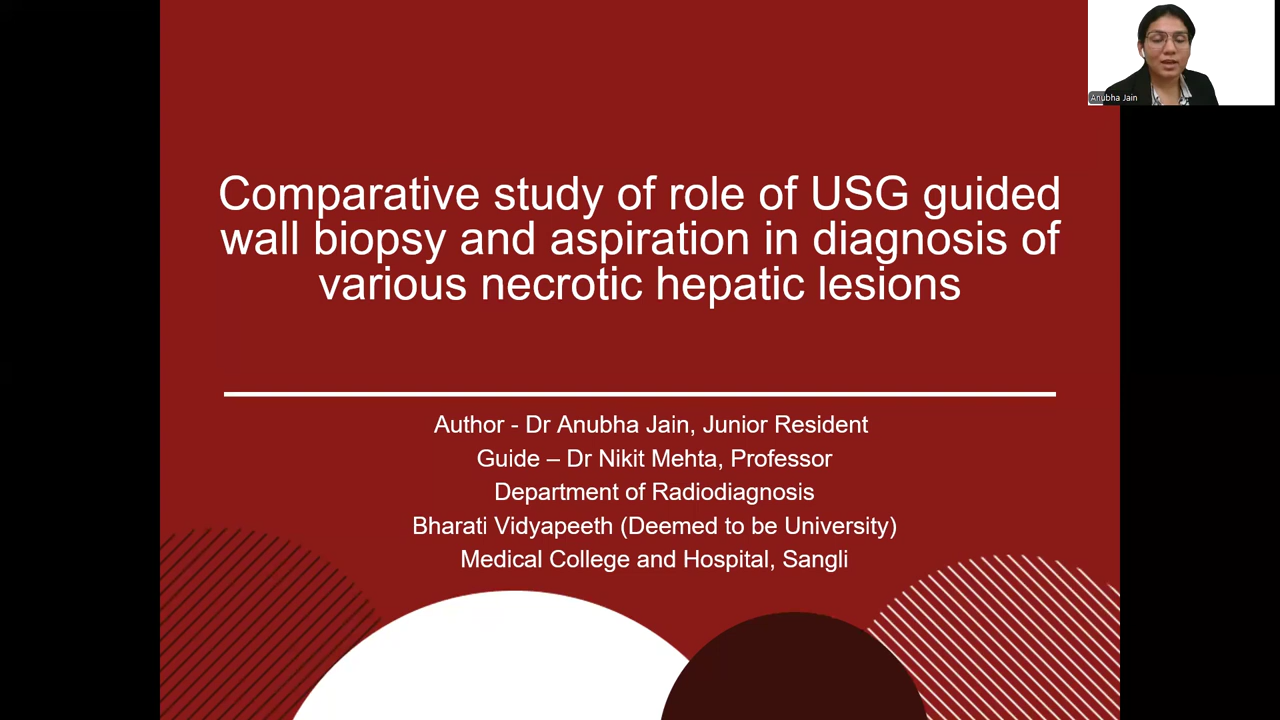 Anubha Jain
Comparative study of role of USG guided
wall biopsy and aspiration in diagnosis of
various necrotic hepatic lesions
Author - Dr Anubha Jain, Junior Resident
Guide – Dr Nikit Mehta, Professor
Department of Radiodiagnosis
Bharati Vidyapeeth (Deemed to be University)
Medical College and Hospital, Sangli